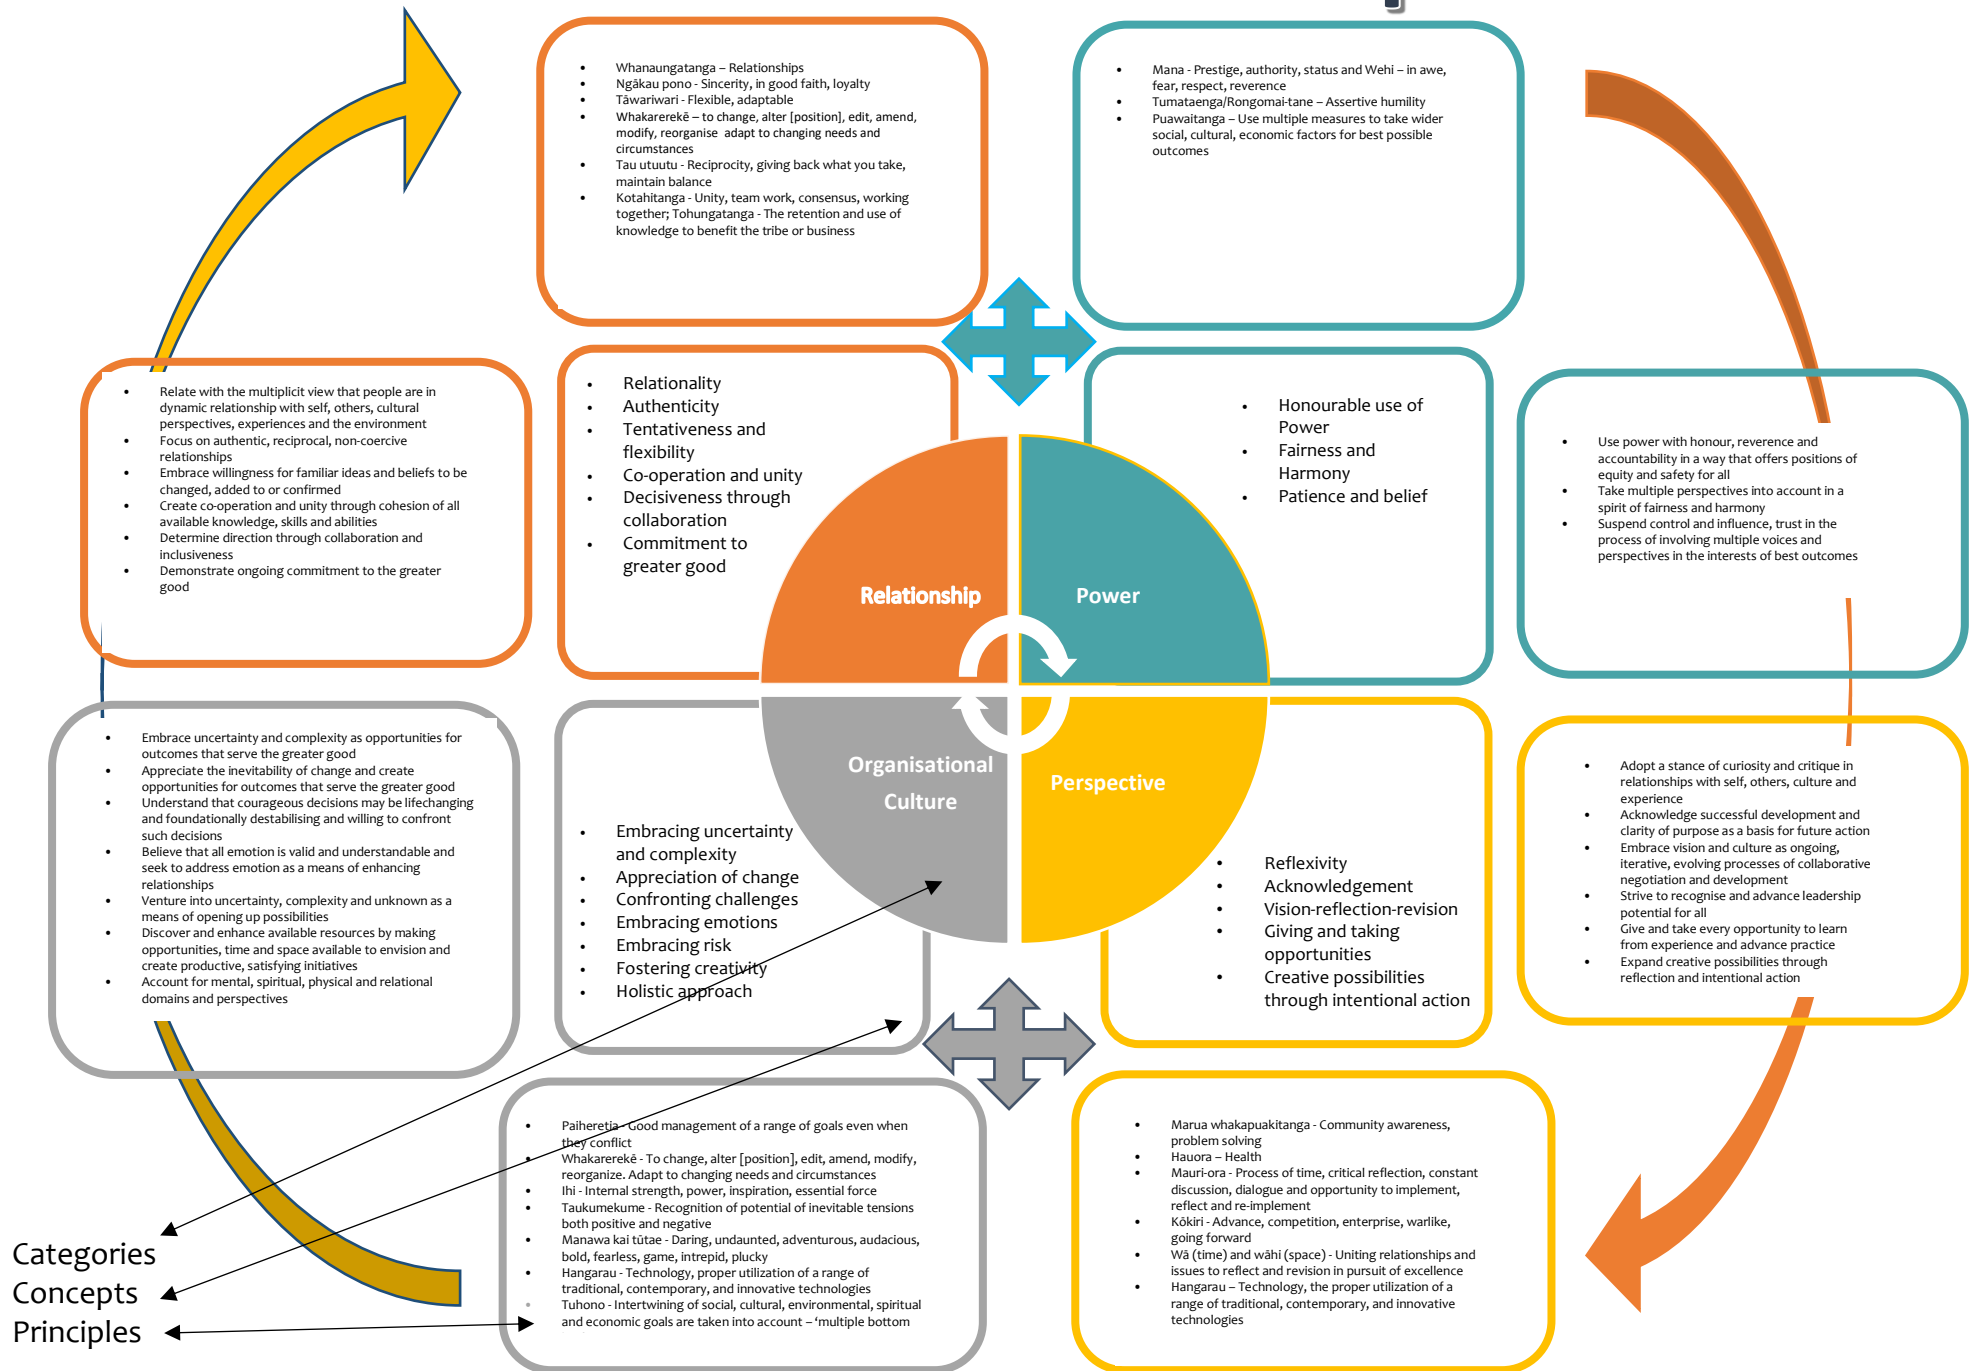 Whanaungatanga – Relationships
Ngākau pono - Sincerity, in good faith, loyalty
Tāwariwari - Flexible, adaptable
Whakarerekē – to change, alter [position], edit, amend,
modify, reorganise adapt to changing needs and
circumstances
Tau utuutu - Reciprocity, giving back what you take,
maintain balance
Kotahitanga - Unity, team work, consensus, working
together; Tohungatanga - The retention and use of
knowledge to benefit the tribe or business
Mana - Prestige, authority, status and Wehi – in awe,
fear, respect, reverence
Tumataenga/Rongomai-tane – Assertive humility
Puawaitanga – Use multiple measures to take wider
social, cultural, economic factors for best possible
outcomes
Relate with the multiplicit view that people are in
dynamic relationship with self, others, cultural
perspectives, experiences and the environment
Focus on authentic, reciprocal, non-coercive
relationships
Embrace willingness for familiar ideas and beliefs to be
changed, added to or confirmed
Create co-operation and unity through cohesion of all
available knowledge, skills and abilities
Determine direction through collaboration and
inclusiveness
Demonstrate ongoing commitment to the greater
good
Relationality
Authenticity
Tentativeness and
flexibility
Co-operation and unity
Decisiveness through
collaboration
Commitment to
greater good
Honourable use of
Power
Fairness and
Harmony
Patience and belief
Use power with honour, reverence and
accountability in a way that offers positions of
equity and safety for all
Take multiple perspectives into account in a
spirit of fairness and harmony
Suspend control and influence, trust in the
process of involving multiple voices and
perspectives in the interests of best outcomes
Relationship
Power
Organisational
Culture
Perspective
Embrace uncertainty and complexity as opportunities for
outcomes that serve the greater good
Appreciate the inevitability of change and create
opportunities for outcomes that serve the greater good
Understand that courageous decisions may be lifechanging
and foundationally destabilising and willing to confront
such decisions
Believe that all emotion is valid and understandable and
seek to address emotion as a means of enhancing
relationships
Venture into uncertainty, complexity and unknown as a
means of opening up possibilities
Discover and enhance available resources by making
opportunities, time and space available to envision and
create productive, satisfying initiatives
Account for mental, spiritual, physical and relational
domains and perspectives
Embracing uncertainty
and complexity
Appreciation of change
Confronting challenges
Embracing emotions
Embracing risk
Fostering creativity
Holistic approach
Reflexivity
Acknowledgement
Vision-reflection-revision
Giving and taking
opportunities
Creative possibilities
through intentional action
Adopt a stance of curiosity and critique in
relationships with self, others, culture and
experience
Acknowledge successful development and
clarity of purpose as a basis for future action
Embrace vision and culture as ongoing,
iterative, evolving processes of collaborative
negotiation and development
Strive to recognise and advance leadership
potential for all
Give and take every opportunity to learn
from experience and advance practice
Expand creative possibilities through
reflection and intentional action
Paiheretia - Good management of a range of goals even when
they conflict
Whakarerekē - To change, alter [position], edit, amend, modify,
reorganize. Adapt to changing needs and circumstances
Ihi - Internal strength, power, inspiration, essential force
Taukumekume - Recognition of potential of inevitable tensions
both positive and negative
Manawa kai tūtae - Daring, undaunted, adventurous, audacious,
bold, fearless, game, intrepid, plucky
Hangarau - Technology, proper utilization of a range of
traditional, contemporary, and innovative technologies
Tuhono - Intertwining of social, cultural, environmental, spiritual
and economic goals are taken into account – ‘multiple bottom
Marua whakapuakitanga - Community awareness,
problem solving
Hauora – Health
Mauri-ora - Process of time, critical reflection, constant
discussion, dialogue and opportunity to implement,
reflect and re-implement
Kōkiri - Advance, competition, enterprise, warlike,
going forward
Wā (time) and wāhi (space) - Uniting relationships and
issues to reflect and revision in pursuit of excellence
Hangarau – Technology, the proper utilization of a
range of traditional, contemporary, and innovative
technologies
Categories
Concepts
Principles